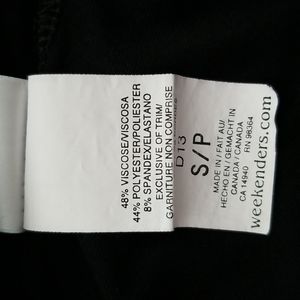 48% VISCOSE/VISCOSA
44% POLYESTER/POLIESTER
8% SPANDEX/ELASTANO
EXCLUSIVE OF TRIM/
GARNITURE NON COMPRISE
D13
S/P
MADE IN / FAIT AU/
HECHO EN / GEMACHT IN
CANADA / CANADA/
CA 14940 RN 98364
weekenders.com